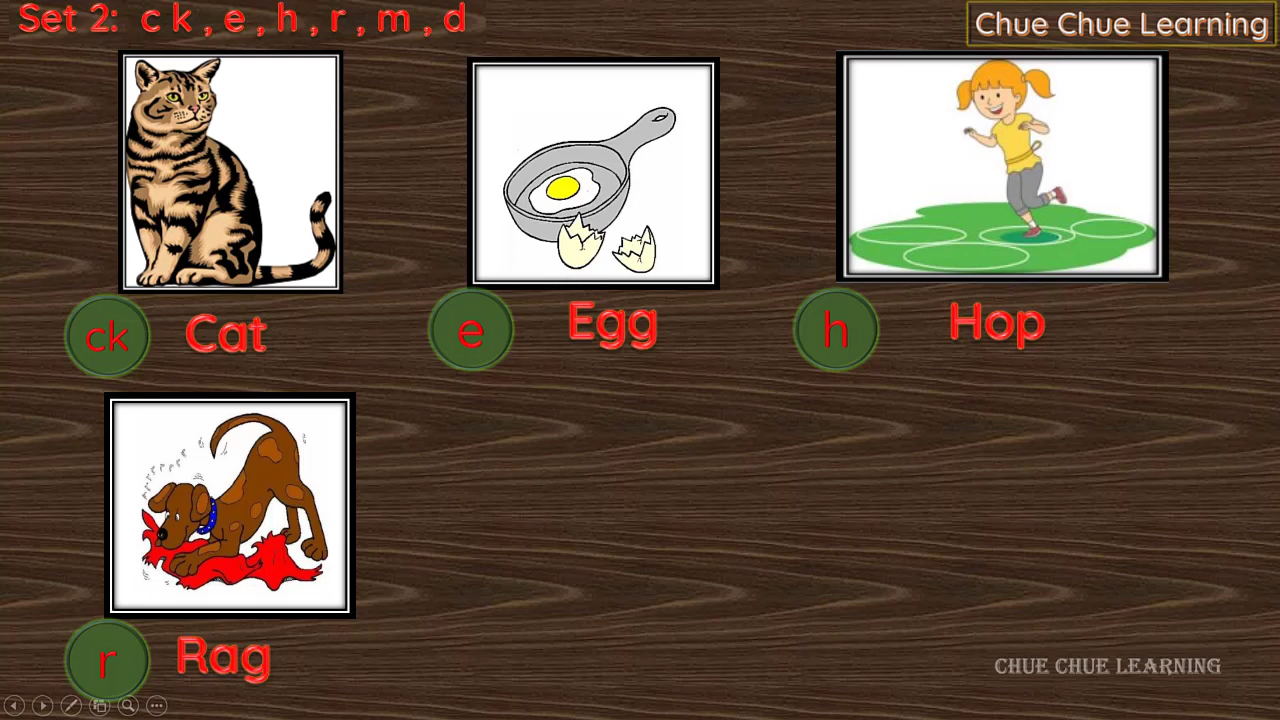 Set 2: c k , e , h , r , m , d
Chue Chue Learning
ck Cat
e Egg
h Hop
r Rag
CHUE CHUE LEARNING